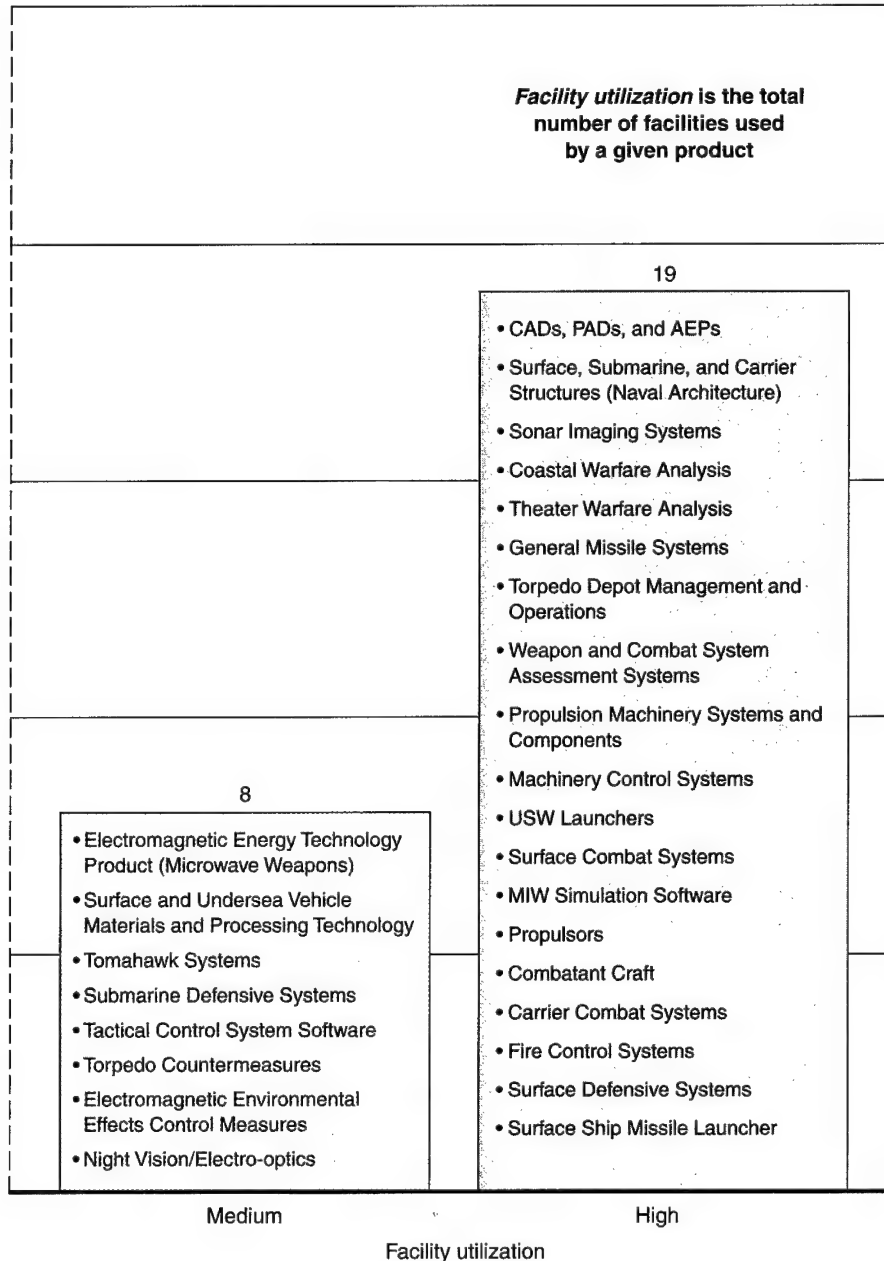 Facility utilization is the total
number of facilities used
by a given product
19
• CADs, PADs, and AEPs
• Surface, Submarine, and Carrier
Structures (Naval Architecture)
• Sonar Imaging Systems
• Coastal Warfare Analysis
• Theater Warfare Analysis
• General Missile Systems
• Torpedo Depot Management and
Operations
• Weapon and Combat System
Assessment Systems
• Propulsion Machinery Systems and
Components
• Machinery Control Systems
• USW Launchers
• Surface Combat Systems
• MIW Simulation Software
• Propulsors
• Combatant Craft
• Carrier Combat Systems
• Fire Control Systems
• Surface Defensive Systems
• Surface Ship Missile Launcher
8
• Electromagnetic Energy Technology
Product (Microwave Weapons)
• Surface and Undersea Vehicle
Materials and Processing Technology
• Tomahawk Systems
• Submarine Defensive Systems
• Tactical Control System Software
• Torpedo Countermeasures
• Electromagnetic Environmental
Effects Control Measures
• Night Vision/Electro-optics
Medium
High
Facility utilization